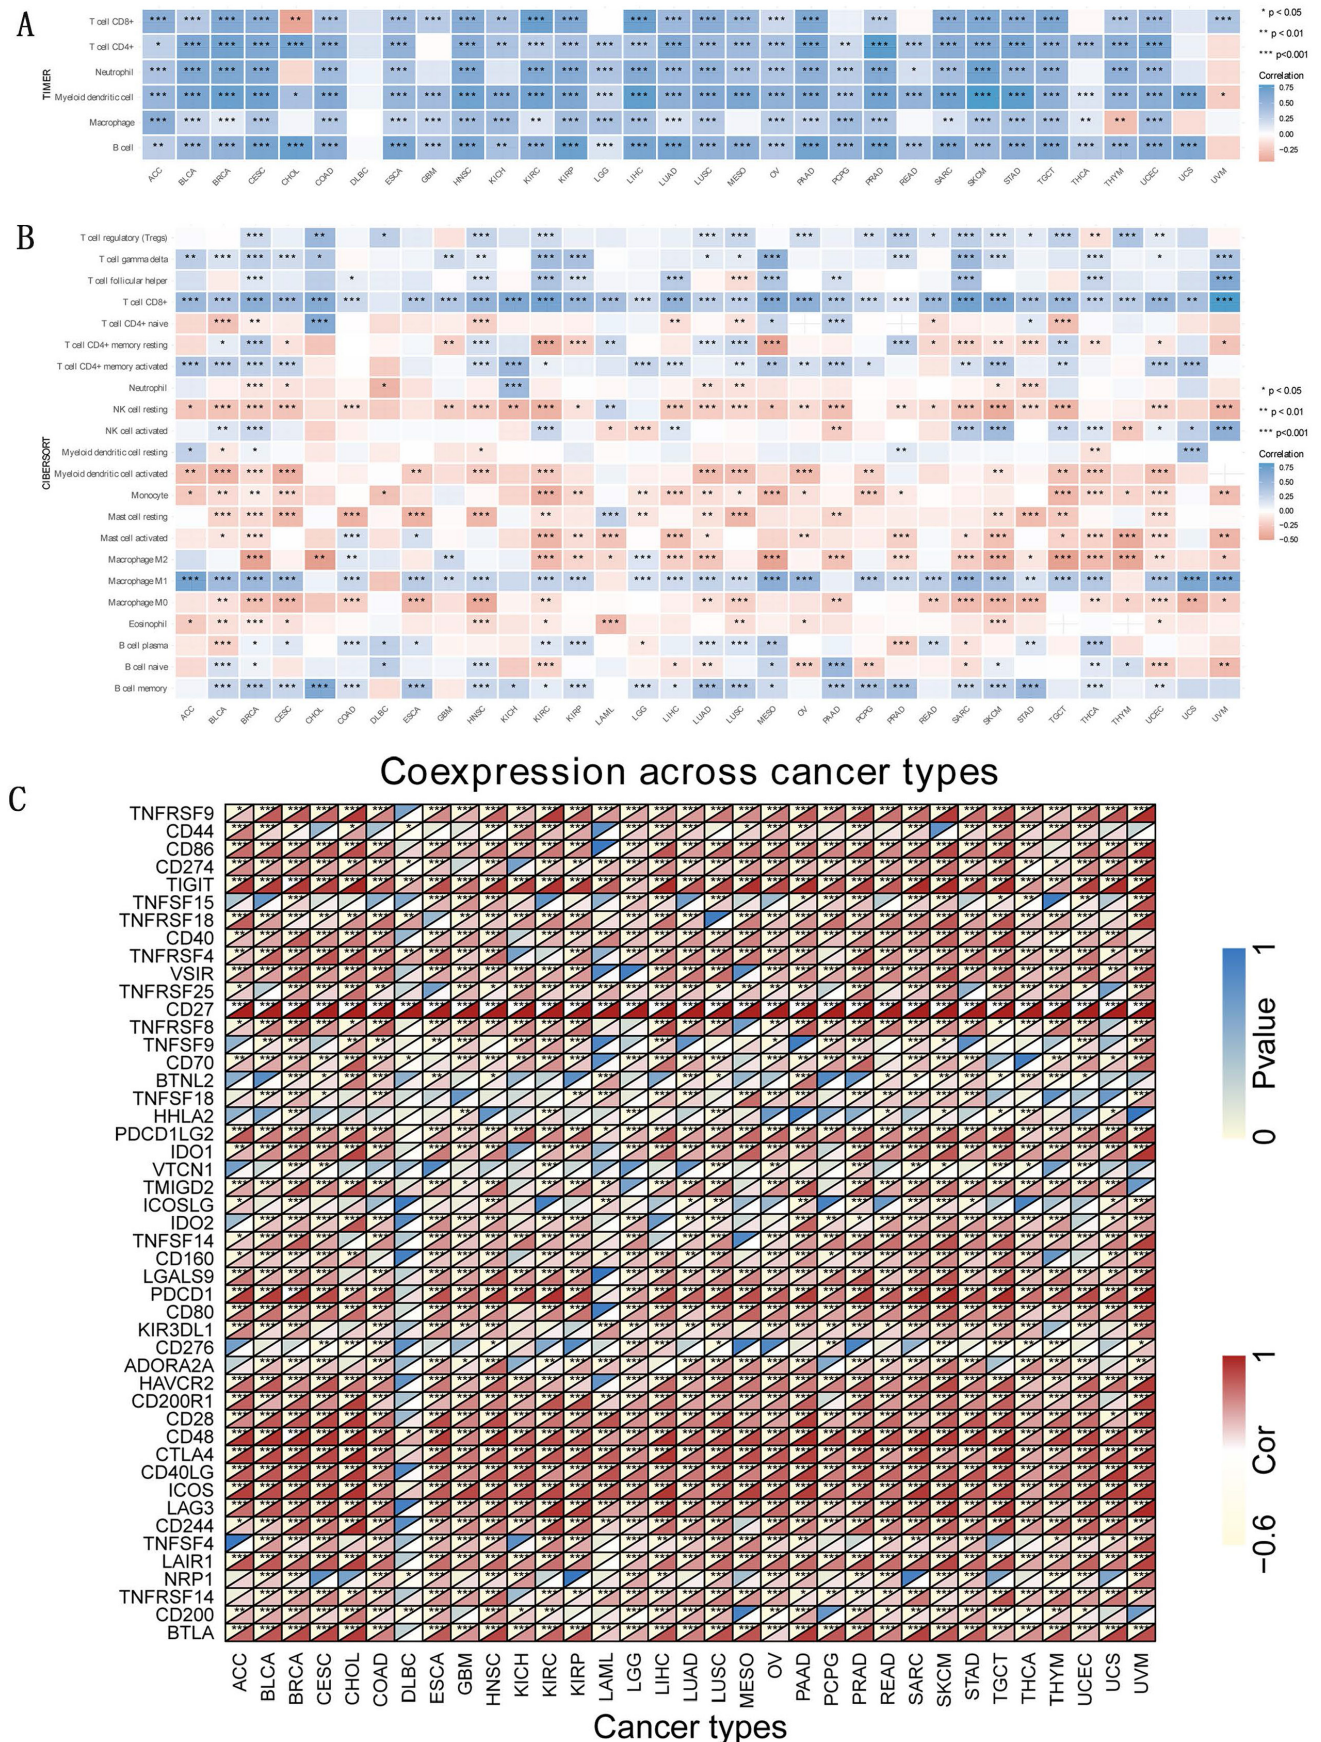 A
TIMER
T cell CD8+
T cell CD4+
Neutrophil
Myeloid dendritic cell
Macrophage
B cell
ACC BLCA BRCA CESC CHOL COAD DLBC ESCA GBM HNSC KICH KIRC KIRP LGG LIHC LUAD LUSC MESO OV PAAD PCPG PRAD READ SARC SKCM STAD TGCT THCA THYM UCEC UCS UVM
* p < 0.05
** p < 0.01
*** p<0.001
Correlation
0.75
0.50
0.25
0.00
−0.25
B
CIBERSORT
T cell regulatory (Tregs)
T cell gamma delta
T cell follicular helper
T cell CD8+
T cell CD4+ naive
T cell CD4+ memory resting
T cell CD4+ memory activated
Neutrophil
NK cell resting
NK cell activated
Myeloid dendritic cell resting
Myeloid dendritic cell activated
Monocyte
Mast cell resting
Mast cell activated
Macrophage M2
Macrophage M1
Macrophage M0
Eosinophil
B cell plasma
B cell naive
B cell memory
ACC BLCA BRCA CESC CHOL COAD DLBC ESCA GBM HNSC KICH KIRC KIRP LAML LGG LIHC LUAD LUSC MESO OV PAAD PCPG PRAD READ SARC SKCM STAD TGCT THCA THYM UCEC UCS UVM
* p < 0.05
** p < 0.01
*** p<0.001
Correlation
0.75
0.50
0.25
0.00
−0.25
−0.50
C
Coexpression across cancer types
TNFRSF9
CD44
CD86
CD274
TIGIT
TNFSF15
TNFRSF18
CD40
TNFRSF4
VSIR
TNFRSF25
CD27
TNFRSF8
TNFSF9
CD70
BTNL2
TNFSF18
HHLA2
PDCD1LG2
IDO1
VTCN1
TMIGD2
ICOSLG
IDO2
TNFSF14
CD160
LGALS9
PDCD1
CD80
KIR3DL1
CD276
ADORA2A
HAVCR2
CD200R1
CD28
CD48
CTLA4
CD40LG
ICOS
LAG3
CD244
TNFSF4
LAIR1
NRP1
TNFRSF14
CD200
BTLA
ACC BLCA BRCA CESC CHOL COAD DLBC ESCA GBM HNSC KICH KIRC KIRP LAML LGG LIHC LUAD LUSC MESO OV PAAD PCPG PRAD READ SARC SKCM STAD TGCT THCA THYM UCEC UCS UVM
Cancer types
0 Pvalue 1
−0.6 Cor 1